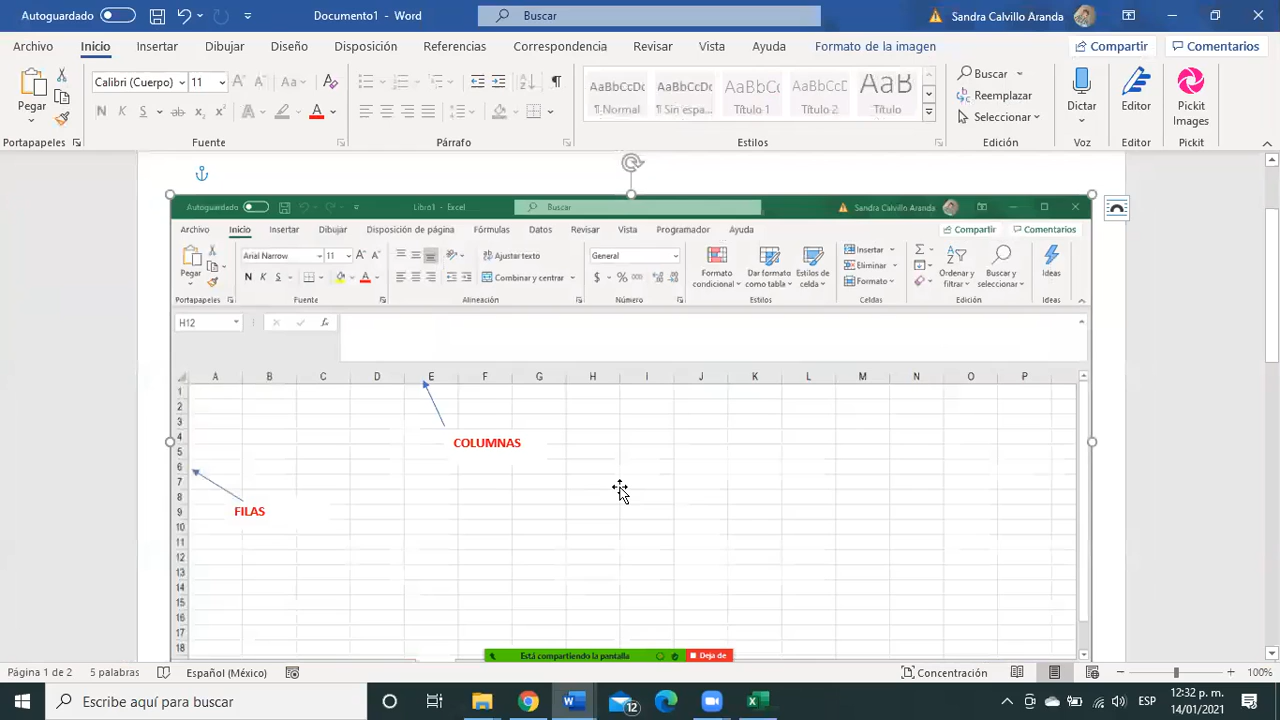 Autoguardado Documento1 - Word Buscar Sandra Calvillo Aranda
Archivo Inicio Insertar Dibujar Diseño Disposición Referencias Correspondencia Revisar Vista Ayuda Formato de la imagen Compartir Comentarios
Pegar Calibri (Cuerpo) 11 Aa AaBbCcDc AaBbCcDc AaBbCc AaBbCcC AaB Buscar Dictar Editor Pickit Images
N K S ab x₂ x² A A ¶ Normal ¶ Sin espa... Título 1 Título 2 Título Reemplazar
Seleccionar
Portapapeles Fuente Párrafo Estilos Edición Voz Editor Pickit
Autoguardado Libro1 - Excel Buscar Sandra Calvillo Aranda
Archivo Inicio Insertar Dibujar Disposición de página Fórmulas Datos Revisar Vista Programador Ayuda Compartir Comentarios
Pegar Arial Narrow 11 A A Ajustar texto General Formato condicional Dar formato como tabla Estilos de celda Insertar Ordenar y filtrar Buscar y seleccionar Ideas
N K S A Combinar y centrar $ % 000 Eliminar
Formato
Portapapeles Fuente Alineación Número Estilos Celdas Edición Ideas
H12 fx
A B C D E F G H I J K L M N O P
1
2
3
4
COLUMNAS
5
6
7
8
9 FILAS
10
11
12
13
14
15
16
17
18
Está compartiendo la pantalla Deja de
Página 1 de 2 5 palabras Español (México) Concentración 100%
Escribe aquí para buscar 12 ESP 12:32 p. m.
14/01/2021